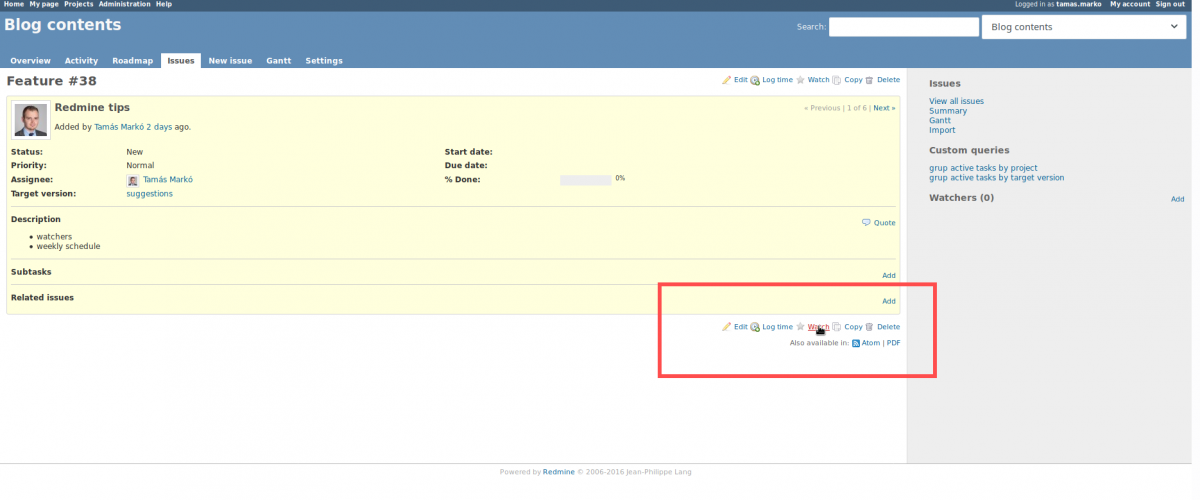 Home My page Projects Administration Help Logged in as tamas.marko My account Sign out
Blog contents
Search: Blog contents
Overview Activity Roadmap Issues New issue Gantt Settings
Feature #38
Edit Log time Watch Copy Delete
Redmine tips
« Previous | 1 of 6 | Next »
Added by Tamás Markó 2 days ago.
Status: New Start date:
Priority: Normal Due date:
Assignee: Tamás Markó % Done: 0%
Target version: suggestions
Description
Quote
• watchers
• weekly schedule
Subtasks
Add
Related issues
Add
Edit Log time Watch Copy Delete
Also available in: Atom | PDF
Issues
View all issues
Summary
Gantt
Import
Custom queries
grup active tasks by project
grup active tasks by target version
Watchers (0) Add
Powered by Redmine © 2006-2016 Jean-Philippe Lang